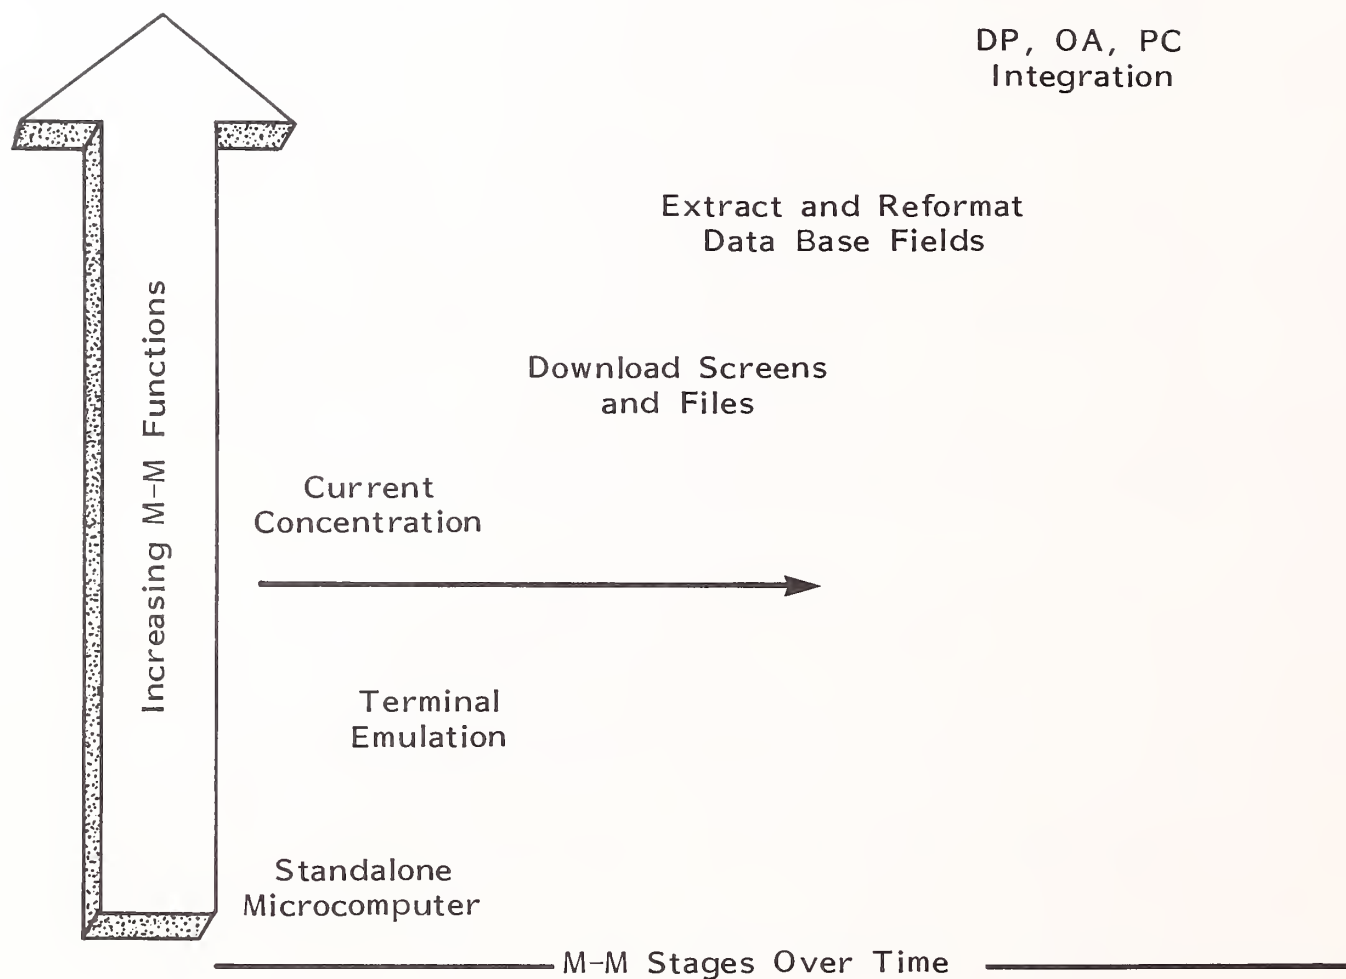 DP, OA, PC
Integration
Extract and Reformat
Data Base Fields
Download Screens
and Files
Increasing M-M Functions
Current
Concentration
Terminal
Emulation
Standalone
Microcomputer
M-M Stages Over Time